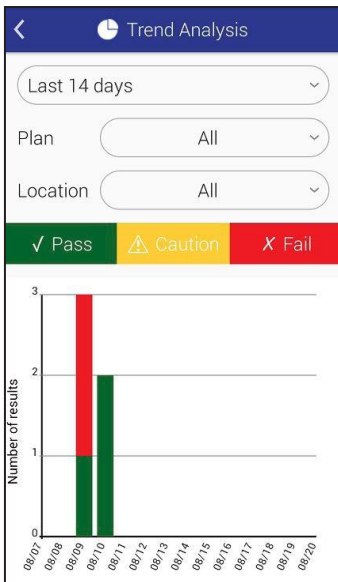 Trend Analysis
Last 14 days
Plan All
Location All
√ Pass
Caution
X Fail
3
2
1
0
Number of results
08/07
08/08
08/09
08/10
08/11
08/12
08/13
08/14
08/15
08/16
08/17
08/18
08/19
08/20